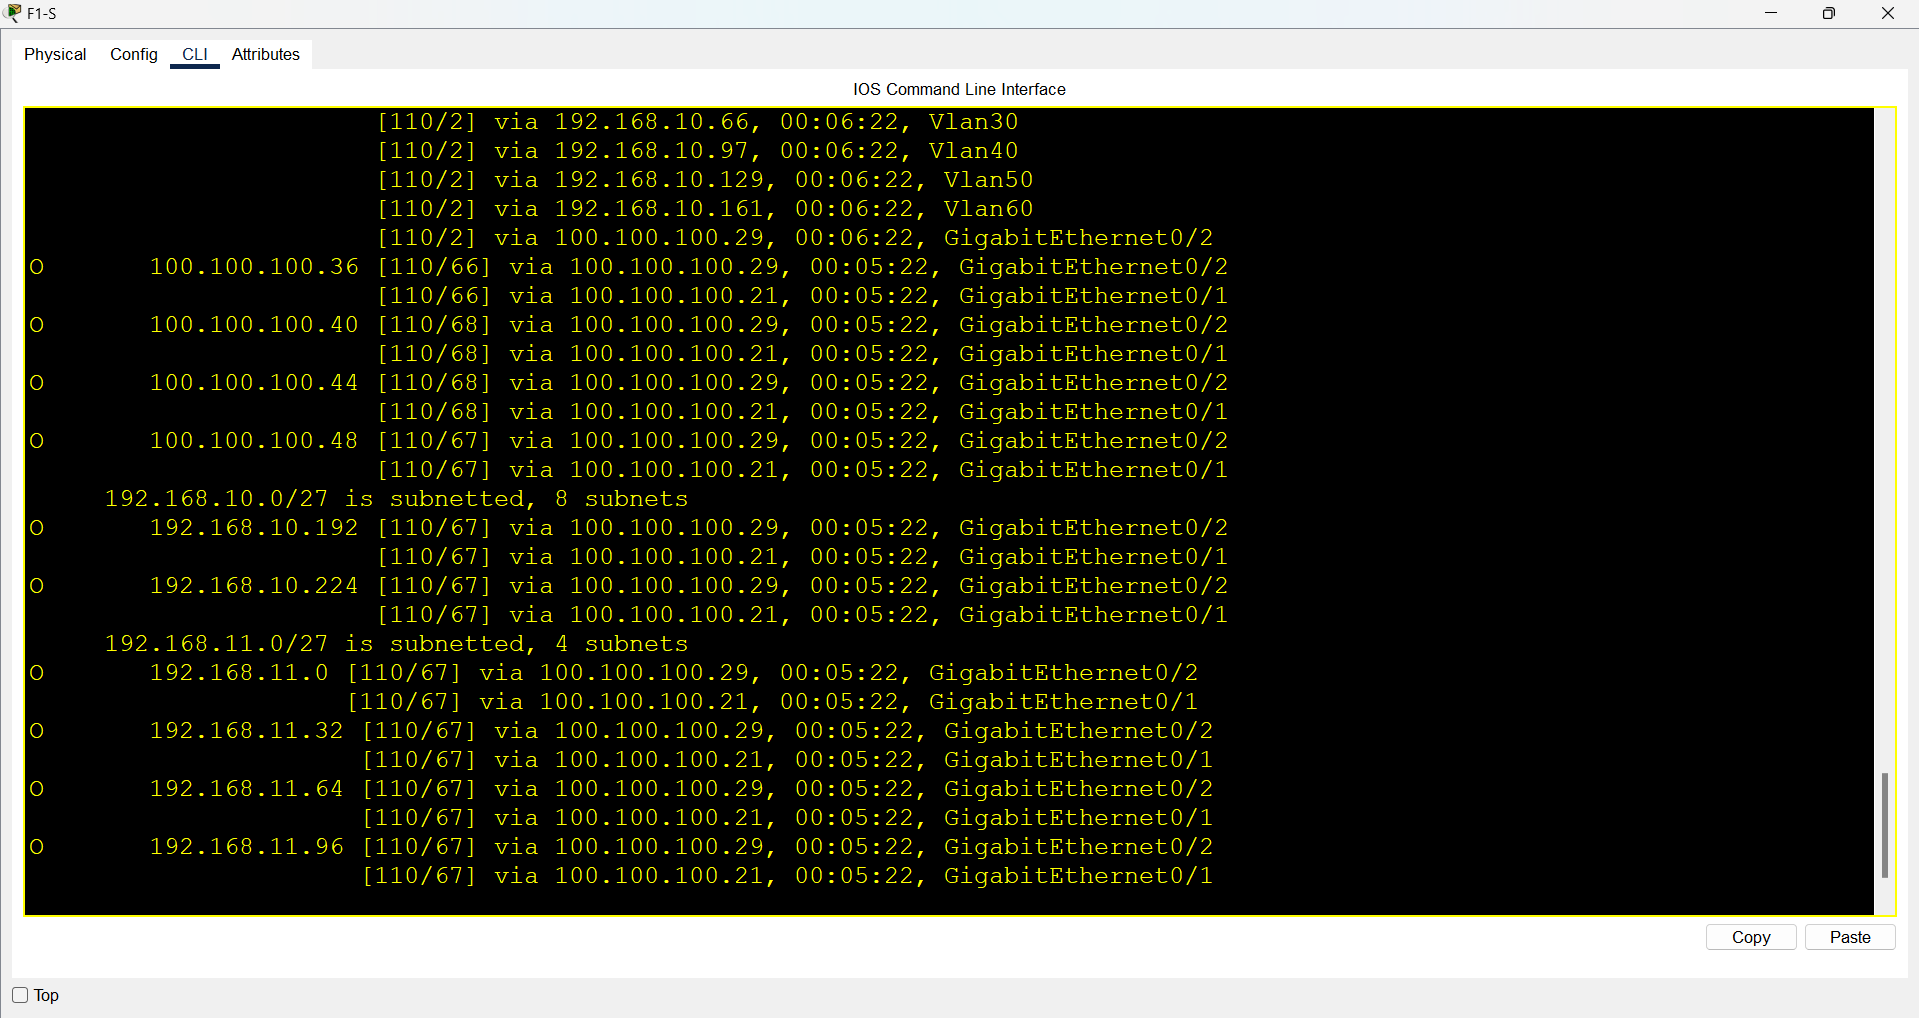 F1-S
Physical Config CLI Attributes
IOS Command Line Interface
[110/2] via 192.168.10.66, 00:06:22, Vlan30
[110/2] via 192.168.10.97, 00:06:22, Vlan40
[110/2] via 192.168.10.129, 00:06:22, Vlan50
[110/2] via 192.168.10.161, 00:06:22, Vlan60
[110/2] via 100.100.100.29, 00:06:22, GigabitEthernet0/2
O 100.100.100.36 [110/66] via 100.100.100.29, 00:05:22, GigabitEthernet0/2
[110/66] via 100.100.100.21, 00:05:22, GigabitEthernet0/1
O 100.100.100.40 [110/68] via 100.100.100.29, 00:05:22, GigabitEthernet0/2
[110/68] via 100.100.100.21, 00:05:22, GigabitEthernet0/1
O 100.100.100.44 [110/68] via 100.100.100.29, 00:05:22, GigabitEthernet0/2
[110/68] via 100.100.100.21, 00:05:22, GigabitEthernet0/1
O 100.100.100.48 [110/67] via 100.100.100.29, 00:05:22, GigabitEthernet0/2
[110/67] via 100.100.100.21, 00:05:22, GigabitEthernet0/1
192.168.10.0/27 is subnetted, 8 subnets
O 192.168.10.192 [110/67] via 100.100.100.29, 00:05:22, GigabitEthernet0/2
[110/67] via 100.100.100.21, 00:05:22, GigabitEthernet0/1
O 192.168.10.224 [110/67] via 100.100.100.29, 00:05:22, GigabitEthernet0/2
[110/67] via 100.100.100.21, 00:05:22, GigabitEthernet0/1
192.168.11.0/27 is subnetted, 4 subnets
O 192.168.11.0 [110/67] via 100.100.100.29, 00:05:22, GigabitEthernet0/2
[110/67] via 100.100.100.21, 00:05:22, GigabitEthernet0/1
O 192.168.11.32 [110/67] via 100.100.100.29, 00:05:22, GigabitEthernet0/2
[110/67] via 100.100.100.21, 00:05:22, GigabitEthernet0/1
O 192.168.11.64 [110/67] via 100.100.100.29, 00:05:22, GigabitEthernet0/2
[110/67] via 100.100.100.21, 00:05:22, GigabitEthernet0/1
O 192.168.11.96 [110/67] via 100.100.100.29, 00:05:22, GigabitEthernet0/2
[110/67] via 100.100.100.21, 00:05:22, GigabitEthernet0/1
Copy Paste
Top